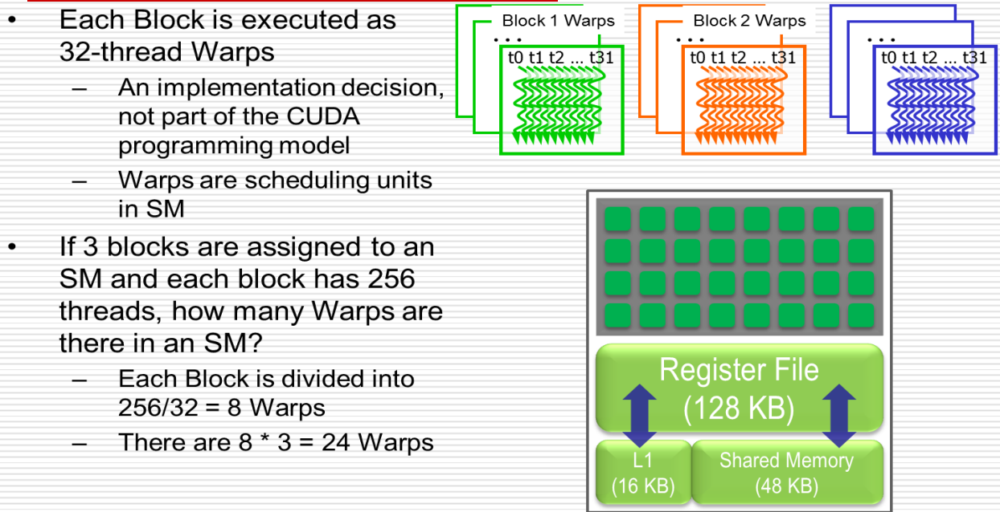 • Each Block is executed as
32-thread Warps
– An implementation decision,
not part of the CUDA
programming model
– Warps are scheduling units
in SM
• If 3 blocks are assigned to an
SM and each block has 256
threads, how many Warps are
there in an SM?
– Each Block is divided into
256/32 = 8 Warps
– There are 8 * 3 = 24 Warps
Block 1 Warps
...
t0 t1 t2 ... t31
Block 2 Warps
...
t0 t1 t2 ... t31
...
t0 t1 t2 ... t31
Register File
(128 KB)
L1
(16 KB)
Shared Memory
(48 KB)